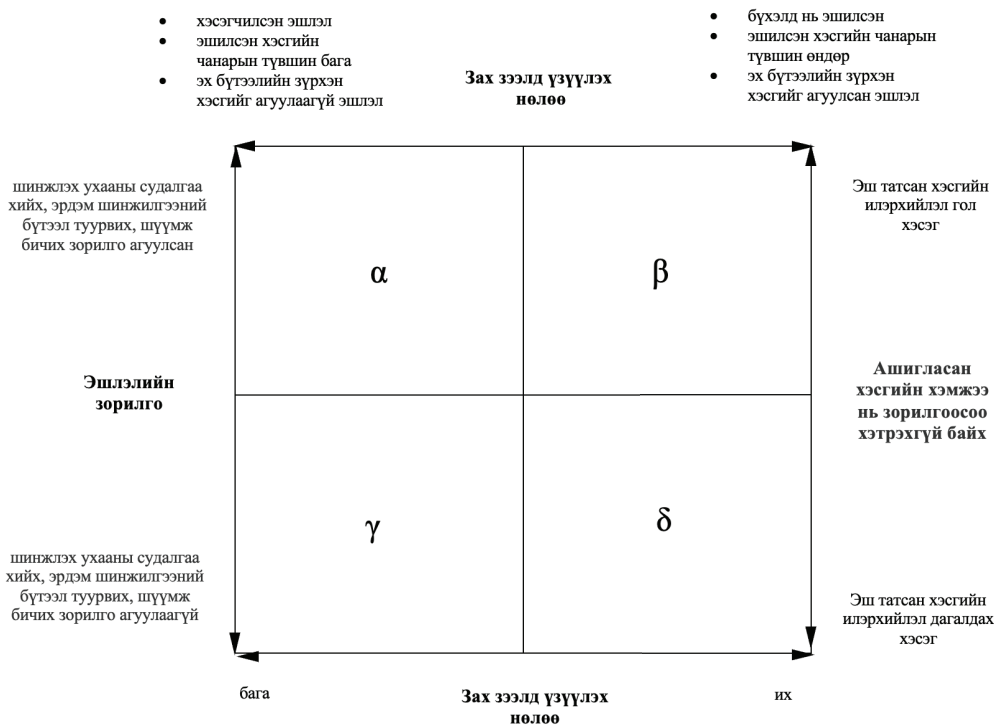 • хэсэгчилсэн эшлэл
• эшилсэн хэсгийн
чанарын түвшин бага
• эх бүтээлийн зүрхэн
хэсгийг агуулаагүй эшлэл
Зах зээлд үзүүлэх
нөлөө
• бүхэлд нь эшилсэн
• эшилсэн хэсгийн чанарын
түвшин өндөр
• эх бүтээлийн зүрхэн
хэсгийг агуулсан эшлэл
шинжлэх ухааны судалгаа
хийх, эрдэм шинжилгээний
бүтээл туурвих, шүүмж
бичих зорилго агуулсан
α
β
Эш татсан хэсгийн
илэрхийлэл гол
хэсэг
Эшлэлийн
зорилго
Ашигласан
хэсгийн хэмжээ
нь зорилгоосоо
хэтрэхгүй байх
γ
δ
шинжлэх ухааны судалгаа
хийх, эрдэм шинжилгээний
бүтээл туурвих, шүүмж
бичих зорилго агуулаагүй
Эш татсан хэсгийн
илэрхийлэл дагалдах
хэсэг
бага
Зах зээлд үзүүлэх
нөлөө
их